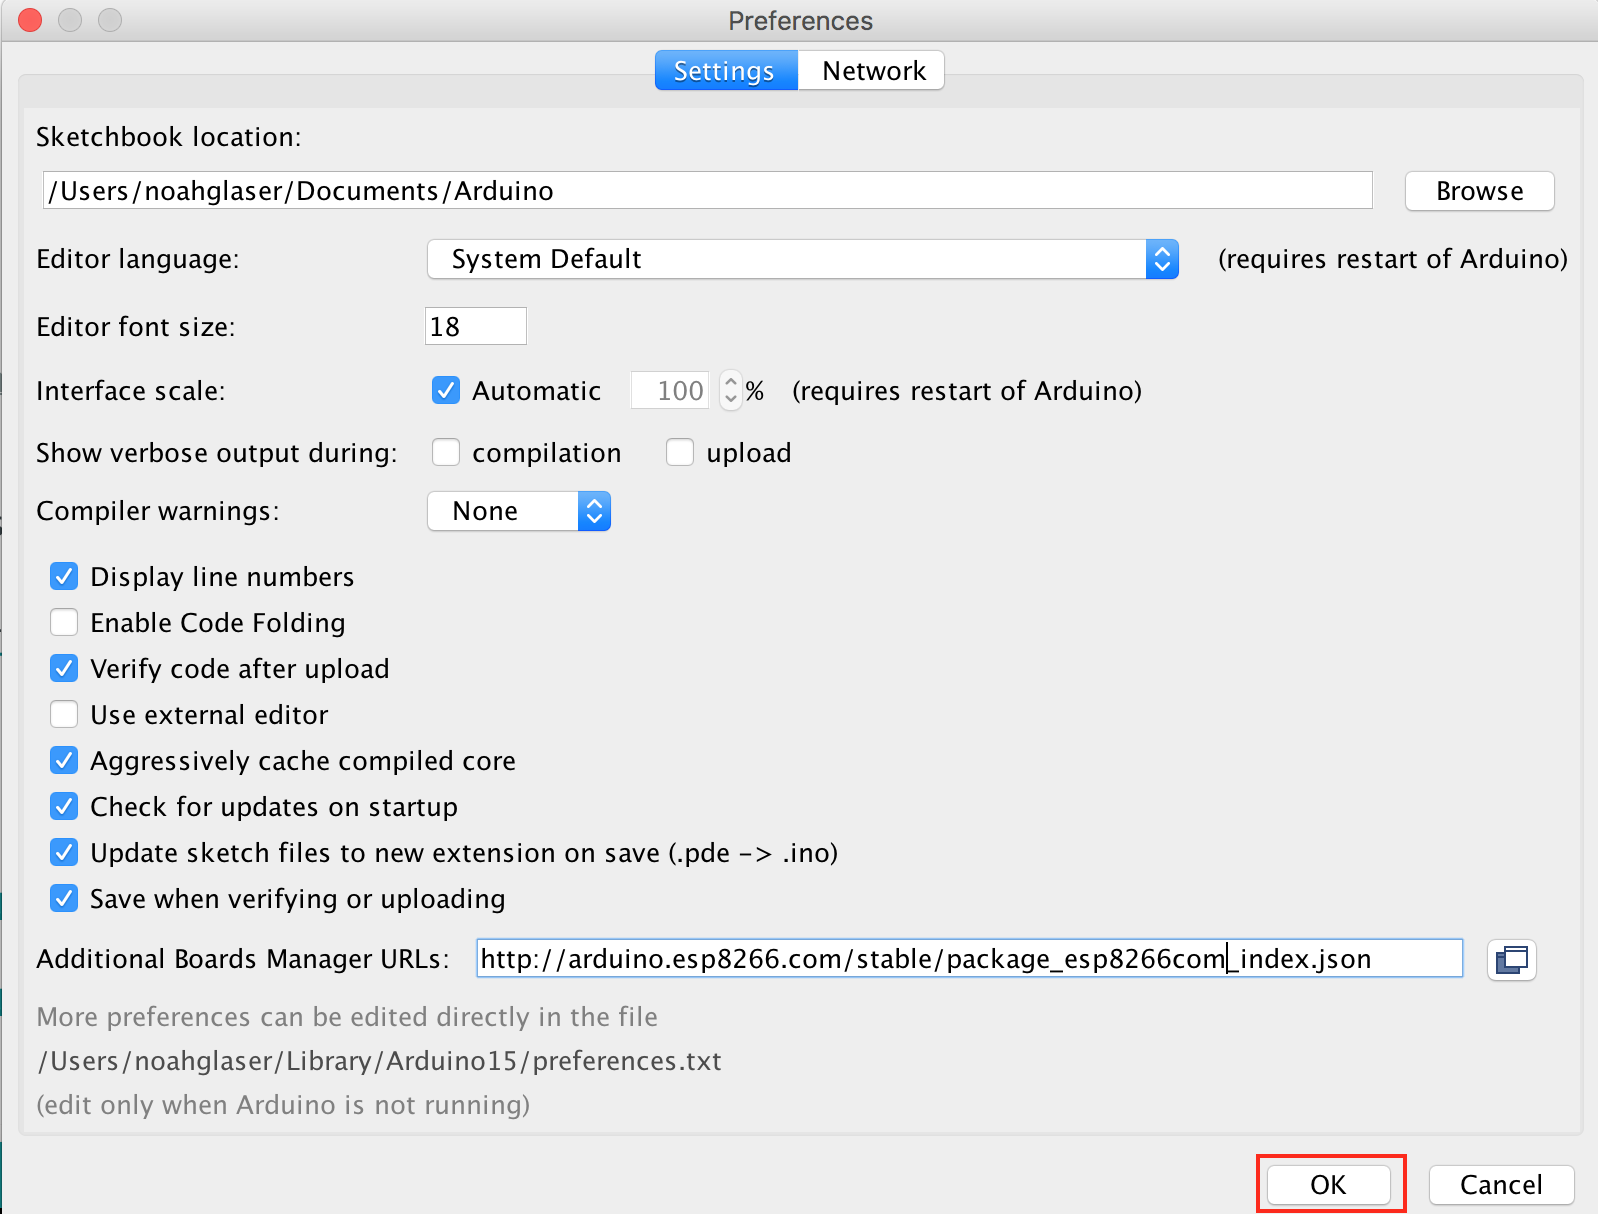 Preferences
Settings Network
Sketchbook location:
/Users/noahglaser/Documents/Arduino Browse
Editor language: System Default (requires restart of Arduino)
Editor font size: 18
Interface scale: Automatic 100 % (requires restart of Arduino)
Show verbose output during: compilation upload
Compiler warnings: None
Display line numbers
Enable Code Folding
Verify code after upload
Use external editor
Aggressively cache compiled core
Check for updates on startup
Update sketch files to new extension on save (.pde -> .ino)
Save when verifying or uploading
Additional Boards Manager URLs: http://arduino.esp8266.com/stable/package_esp8266com_index.json
More preferences can be edited directly in the file
/Users/noahglaser/Library/Arduino15/preferences.txt
(edit only when Arduino is not running)
OK Cancel